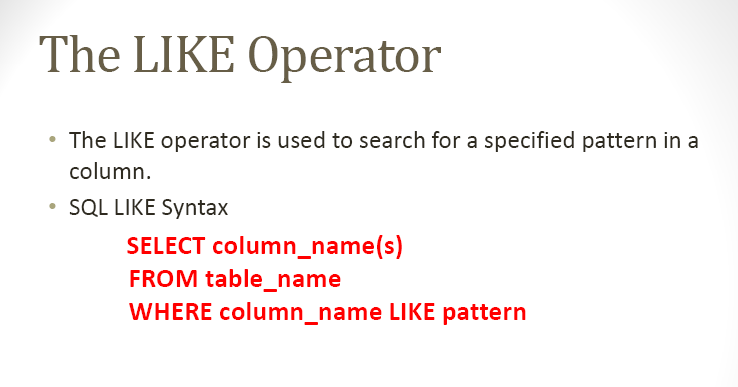 The LIKE Operator
• The LIKE operator is used to search for a specified pattern in a
column.
• SQL LIKE Syntax
SELECT column_name(s)
FROM table_name
WHERE column_name LIKE pattern